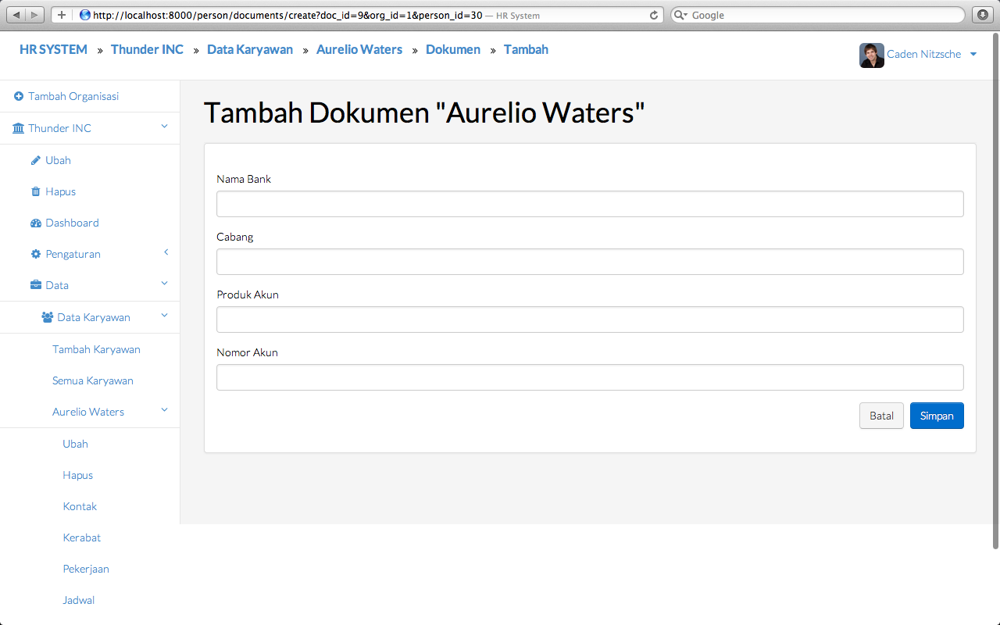 http://localhost:8000/person/documents/create?doc_id=9&org_id=1&person_id=30 — HR System
Google
HR SYSTEM » Thunder INC » Data Karyawan » Aurelio Waters » Dokumen » Tambah
Caden Nitzsche
Tambah Organisasi
Thunder INC
Ubah
Hapus
Dashboard
Pengaturan
Data
Data Karyawan
Tambah Karyawan
Semua Karyawan
Aurelio Waters
Ubah
Hapus
Kontak
Kerabat
Pekerjaan
Jadwal
Tambah Dokumen "Aurelio Waters"
Nama Bank
Cabang
Produk Akun
Nomor Akun
Batal
Simpan